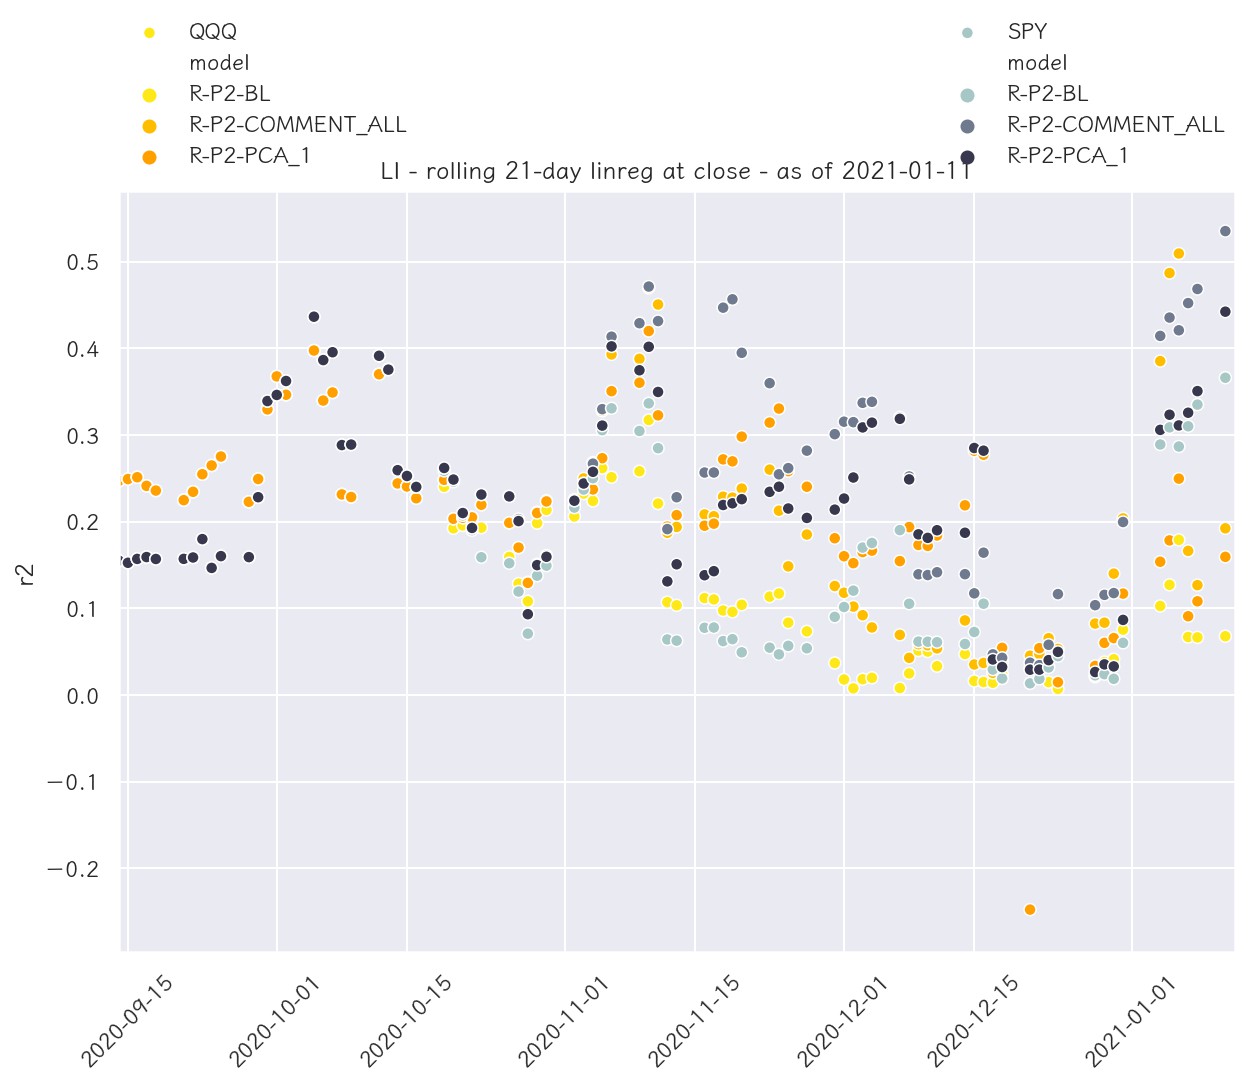 QQQ
model
R-P2-BL
R-P2-COMMENT_ALL
R-P2-PCA_1
SPY
model
R-P2-BL
R-P2-COMMENT_ALL
R-P2-PCA_1
LI - rolling 21-day linreg at close - as of 2021-01-11
0.5
0.4
0.3
0.2
0.1
0.0
−0.1
−0.2
r2
2020-09-15
2020-10-01
2020-10-15
2020-11-01
2020-11-15
2020-12-01
2020-12-15
2021-01-01